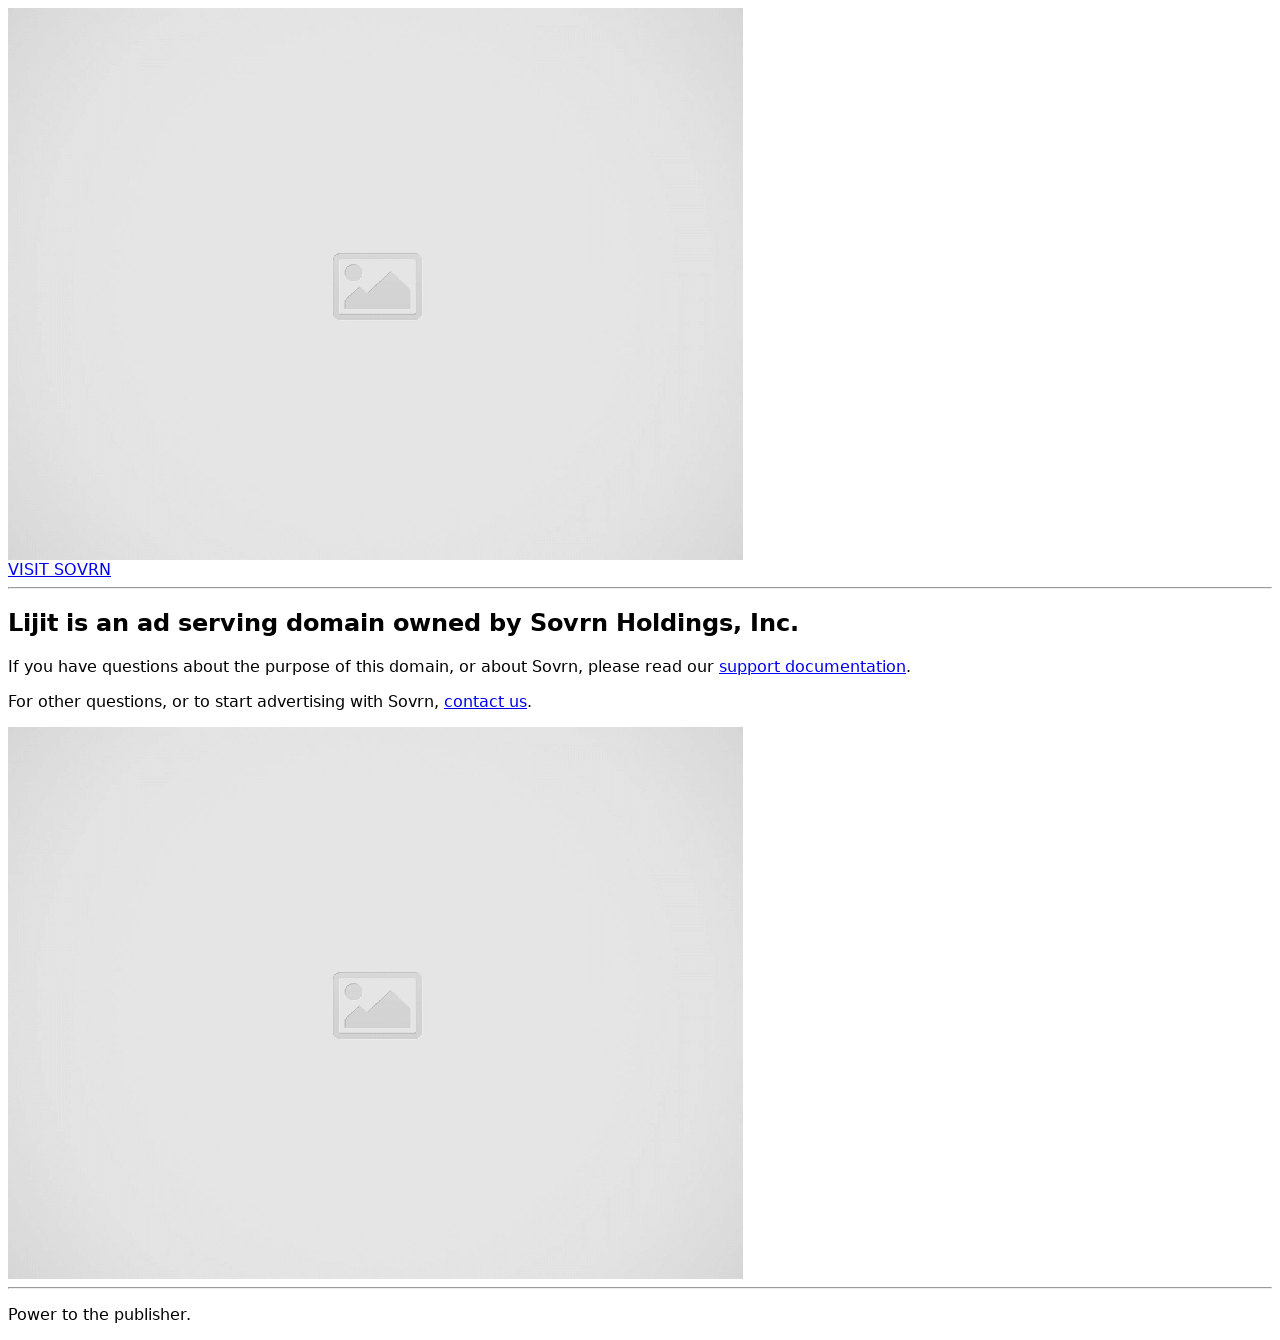 VISIT SOVRN
Lijit is an ad serving domain owned by Sovrn Holdings, Inc.
If you have questions about the purpose of this domain, or about Sovrn, please read our support documentation.
For other questions, or to start advertising with Sovrn, contact us.
Power to the publisher.